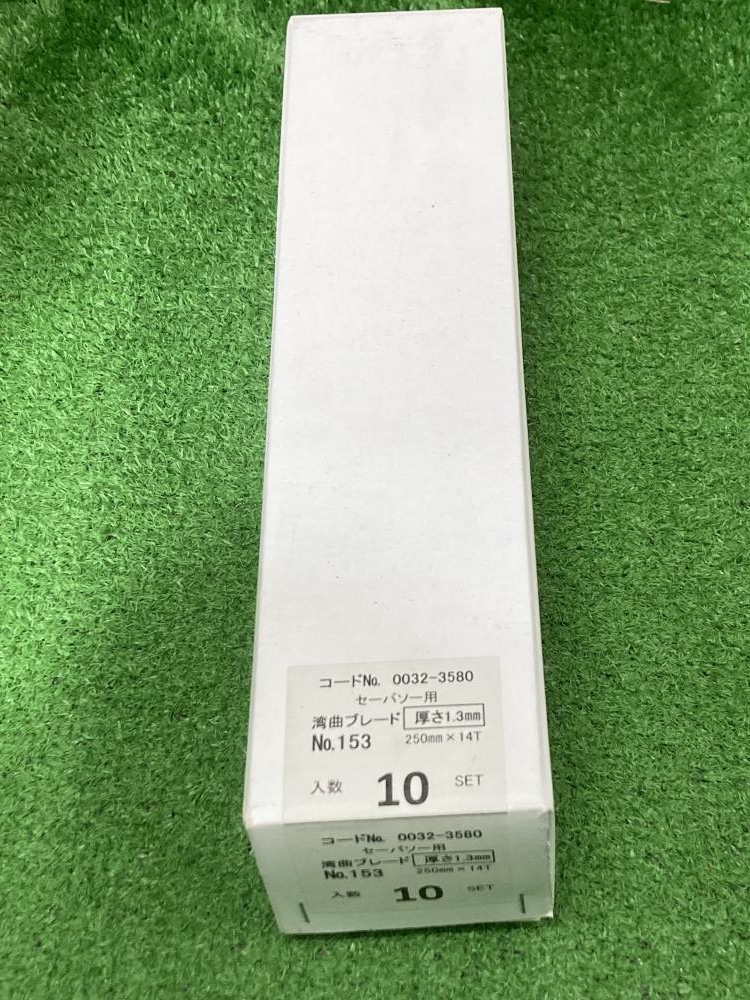 コードNo. 0032-3580
セーバソー用
湾曲ブレード 厚さ1.3mm
No.153 250mm×14T
入数 10 SET
コードNo. 0032-3580
セーバソー用
湾曲ブレード 厚さ1.3mm
No.153 250mm×14T
入数 10 SET